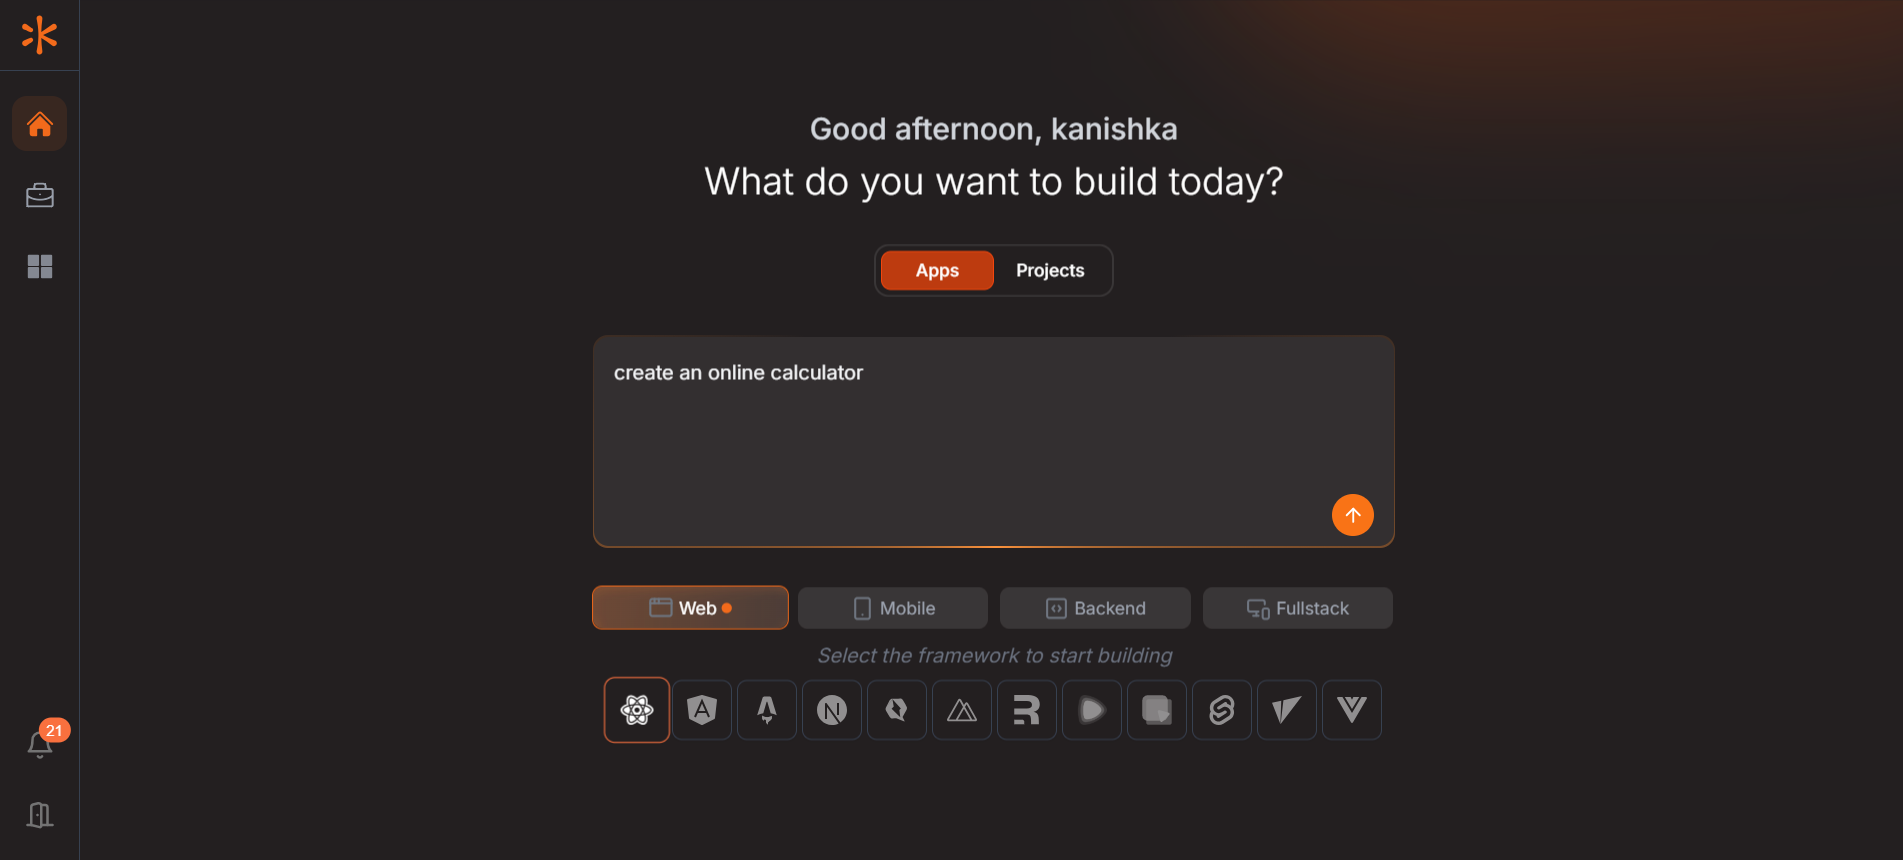 Good afternoon, kanishka
What do you want to build today?
Apps
Projects
create an online calculator
Web
Mobile
Backend
Fullstack
Select the framework to start building
21